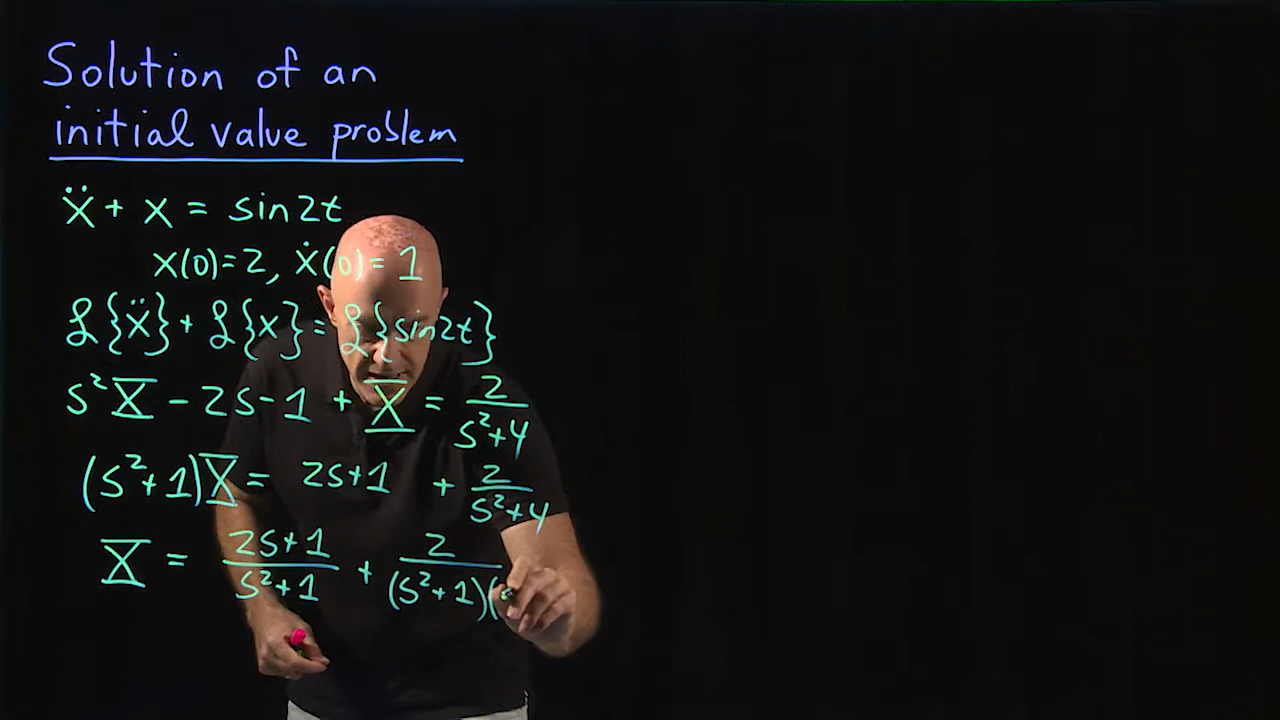 Solution of an
initial value problem
ẍ + x = sin2t
x(0)=2, ẋ(0)=1
ℒ{ẍ} + ℒ{x} = ℒ{sin2t}
s²X - 2s - 1 + X = 2/(s²+4)
(s²+1)X = 2s+1 + 2/(s²+4)
X = (2s+1)/(s²+1) + 2/(s²+1)(